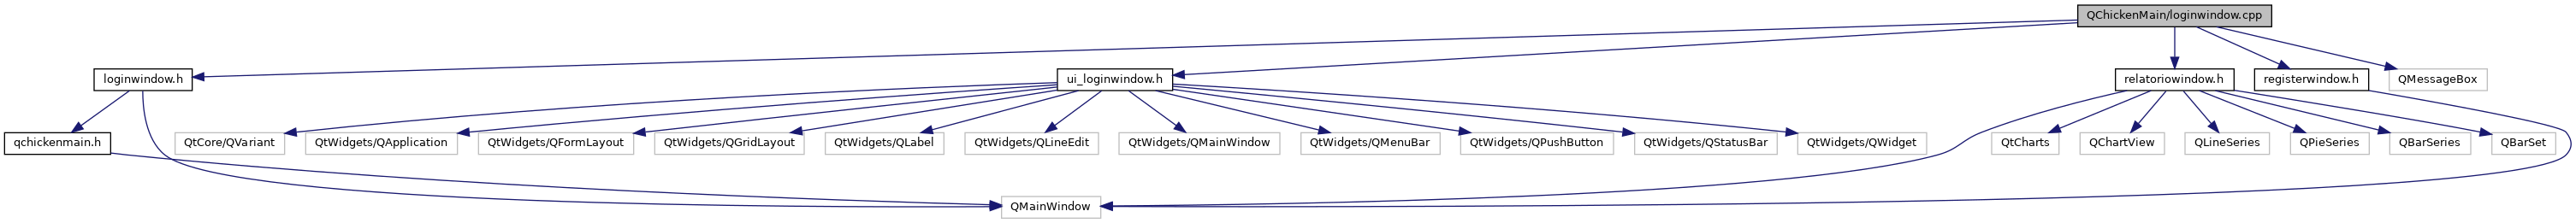 QChickenMain/loginwindow.cpp
loginwindow.h
ui_loginwindow.h
relatoriowindow.h
registerwindow.h
QMessageBox
qchickenmain.h
QtCore/QVariant
QtWidgets/QApplication
QtWidgets/QFormLayout
QtWidgets/QGridLayout
QtWidgets/QLabel
QtWidgets/QLineEdit
QtWidgets/QMainWindow
QtWidgets/QMenuBar
QtWidgets/QPushButton
QtWidgets/QStatusBar
QtWidgets/QWidget
QtCharts
QChartView
QLineSeries
QPieSeries
QBarSeries
QBarSet
QMainWindow